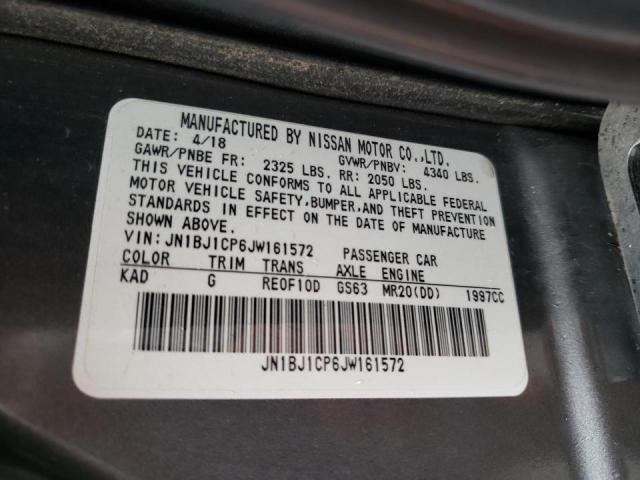 MANUFACTURED BY NISSAN MOTOR CO.,LTD.
DATE: 4/18 GVWR/PNBV: 4340 LBS.
GAWR/PNBE FR: 2325 LBS. RR: 2050 LBS.
THIS VEHICLE CONFORMS TO ALL APPLICABLE FEDERAL
MOTOR VEHICLE SAFETY, BUMPER, AND THEFT PREVENTION
STANDARDS IN EFFECT ON THE DATE OF MANUFACTURE
SHOWN ABOVE.
VIN: JN1BJ1CP6JW161572 PASSENGER CAR
COLOR TRIM TRANS AXLE ENGINE
KAD G RE0F10D GS63 MR20(DD) 1997CC
JN1BJ1CP6JW161572